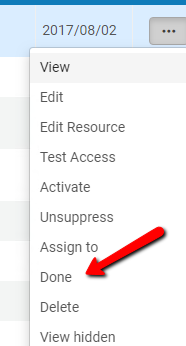 2017/08/02 ...
View
Edit
Edit Resource
Test Access
Activate
Unsuppress
Assign to
Done
Delete
View hidden